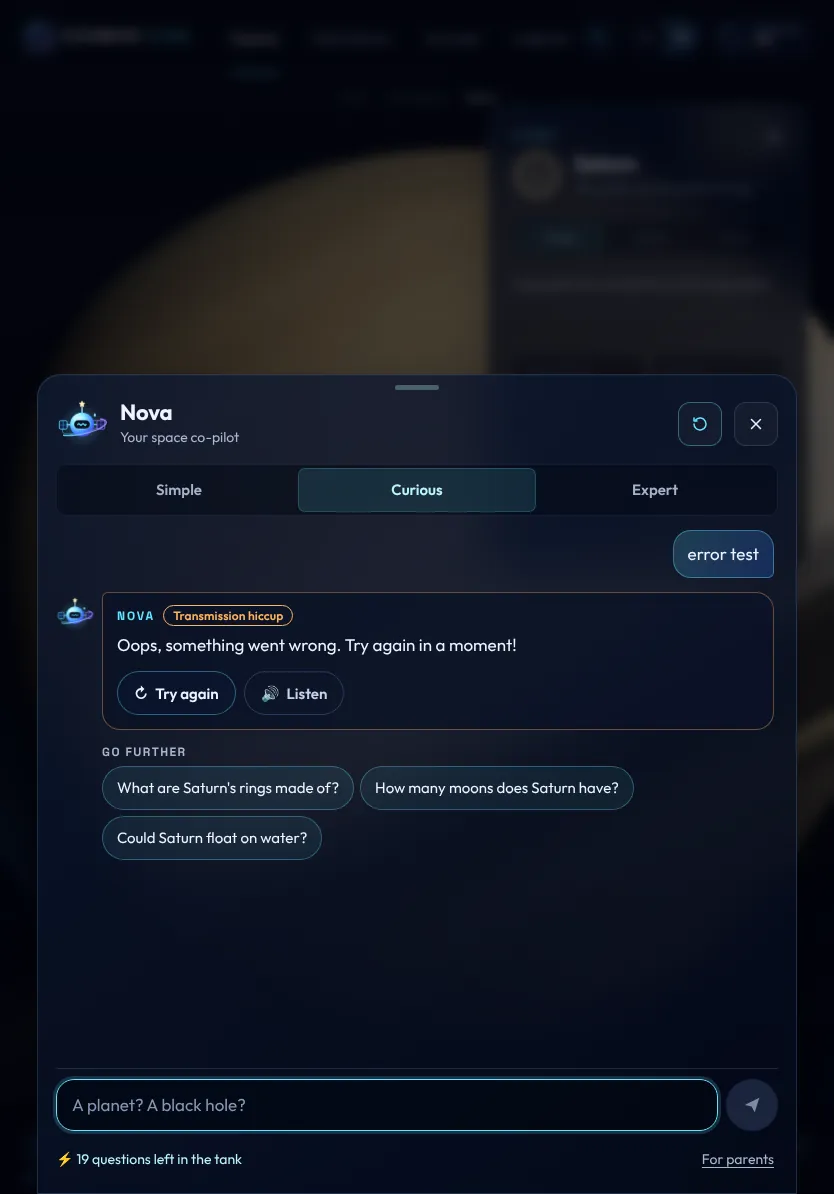 Nova
Your space co-pilot
Simple
Curious
Expert
error test
NOVA
Transmission hiccup
Oops, something went wrong. Try again in a moment!
Try again
Listen
GO FURTHER
What are Saturn's rings made of?
How many moons does Saturn have?
Could Saturn float on water?
A planet? A black hole?
19 questions left in the tank
For parents